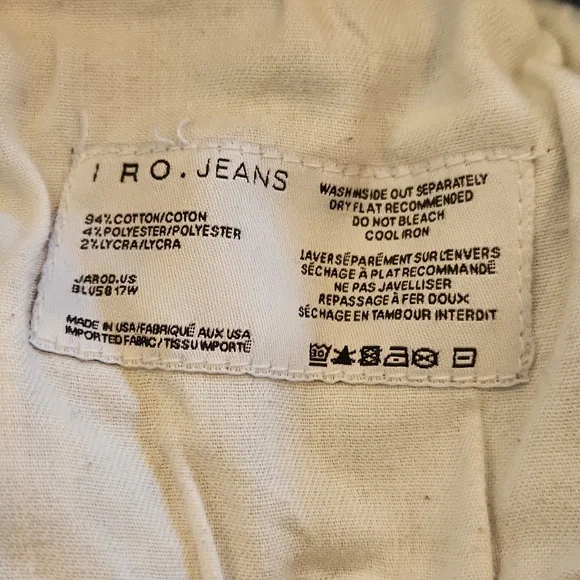 IRO.JEANS
94% COTTON/COTON
4% POLYESTER/POLYESTER
2% LYCRA/LYCRA
JAROD.US
BLU5817W
MADE IN USA/FABRIQUÉ AUX USA
IMPORTED FABRIC/TISSU IMPORTÉ
WASH INSIDE OUT SEPARATELY
DRY FLAT RECOMMENDED
DO NOT BLEACH
COOL IRON
LAVER SÉPARÉMENT SUR L'ENVERS
SÉCHAGE À PLAT RECOMMANDÉ
NE PAS JAVELLISER
REPASSAGE À FER DOUX
SÉCHAGE EN TAMBOUR INTERDIT
30